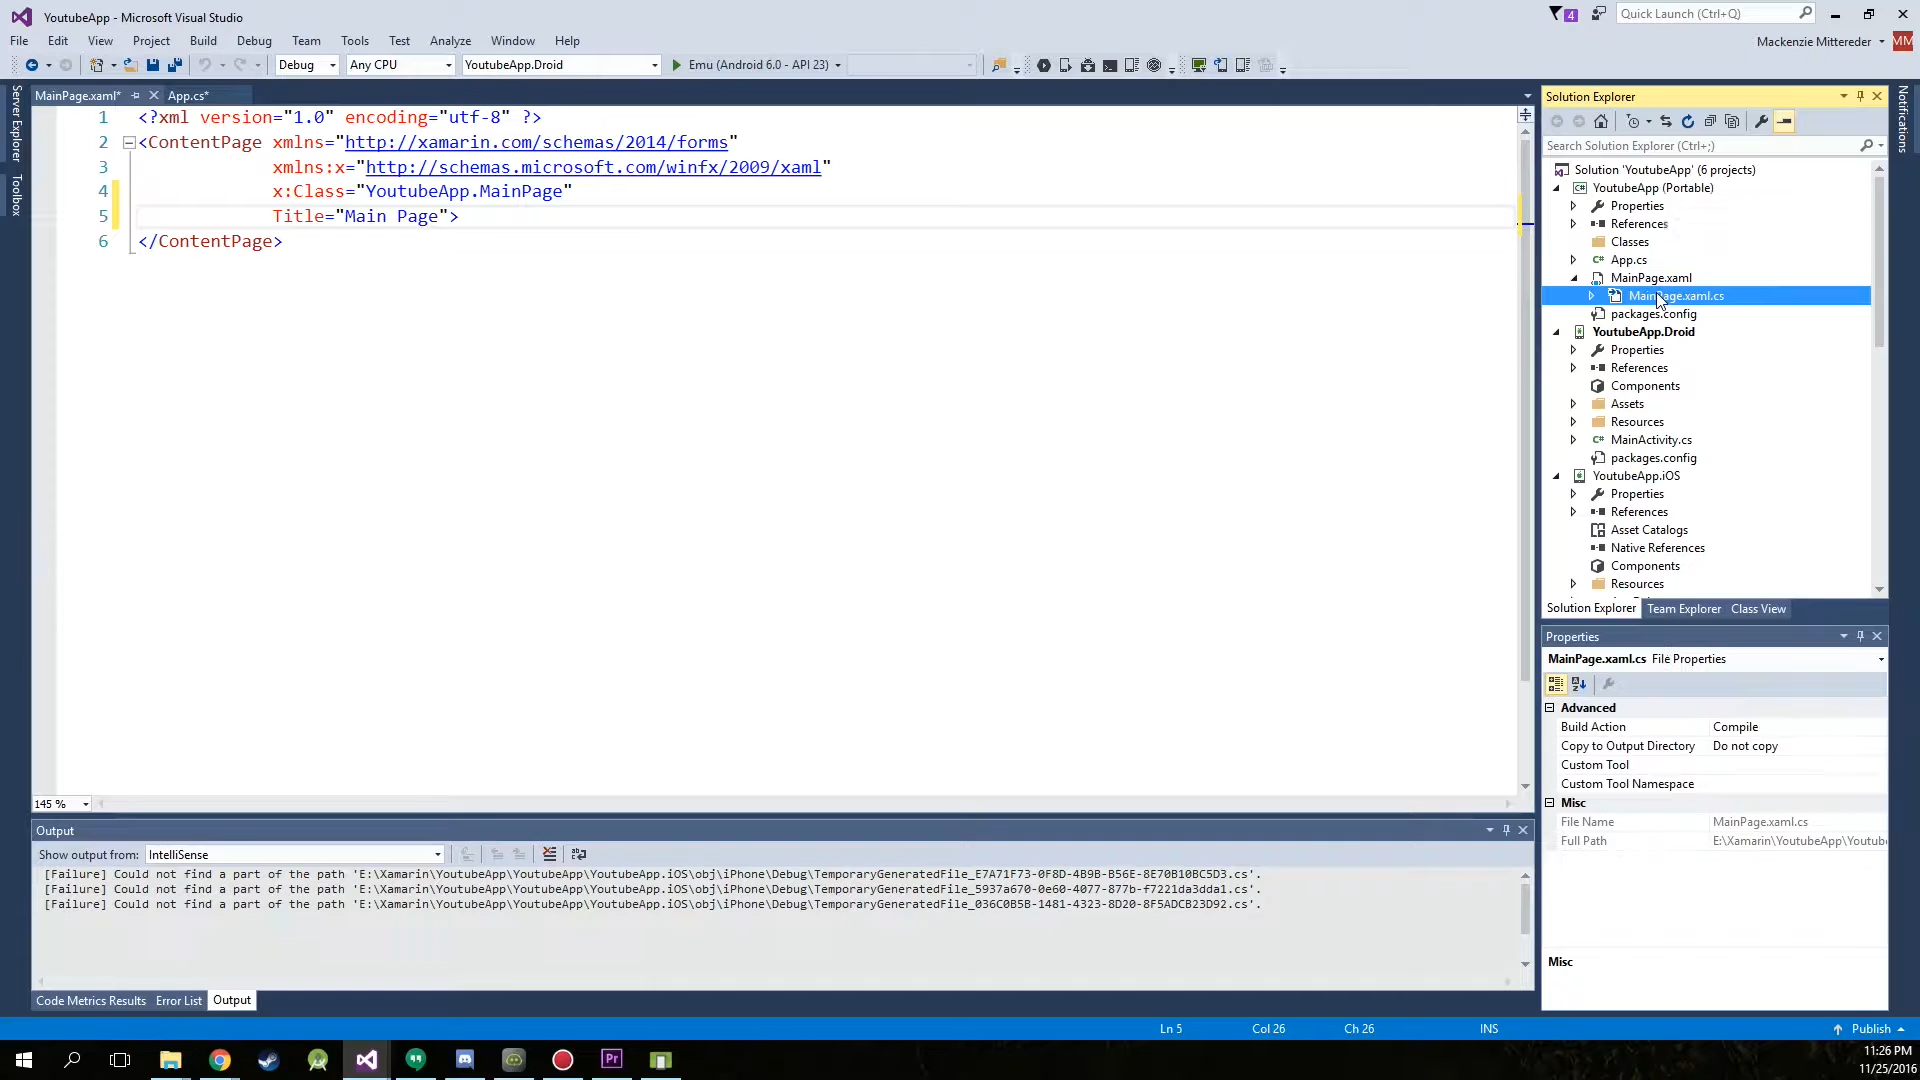 YoutubeApp - Microsoft Visual Studio
4
Quick Launch (Ctrl+Q)
File Edit View Project Build Debug Team Tools Test Analyze Window Help
Mackenzie Mittereder MM
Debug Any CPU YoutubeApp.Droid Emu (Android 6.0 - API 23)
Server Explorer
Toolbox
Notifications
MainPage.xaml* App.cs*
1 <?xml version="1.0" encoding="utf-8" ?>
2 <ContentPage xmlns="http://xamarin.com/schemas/2014/forms"
3 xmlns:x="http://schemas.microsoft.com/winfx/2009/xaml"
4 x:Class="YoutubeApp.MainPage"
5 Title="Main Page">
6 </ContentPage>
145 %
Solution Explorer
Search Solution Explorer (Ctrl+;)
Solution 'YoutubeApp' (6 projects)
YoutubeApp (Portable)
Properties
References
Classes
App.cs
MainPage.xaml
MainPage.xaml.cs
packages.config
YoutubeApp.Droid
Properties
References
Components
Assets
Resources
MainActivity.cs
packages.config
YoutubeApp.iOS
Properties
References
Asset Catalogs
Native References
Components
Resources
Solution Explorer Team Explorer Class View
Properties
MainPage.xaml.cs File Properties
Advanced
Build Action Compile
Copy to Output Directory Do not copy
Custom Tool
Custom Tool Namespace
Misc
File Name MainPage.xaml.cs
Full Path E:\Xamarin\YoutubeApp\Youtub
Misc
Output
Show output from: IntelliSense
[Failure] Could not find a part of the path 'E:\Xamarin\YoutubeApp\YoutubeApp\YoutubeApp.iOS\obj\iPhone\Debug\TemporaryGeneratedFile_E7A71F73-0F8D-4B9B-B56E-8E70B10BC5D3.cs'.
[Failure] Could not find a part of the path 'E:\Xamarin\YoutubeApp\YoutubeApp\YoutubeApp.iOS\obj\iPhone\Debug\TemporaryGeneratedFile_5937a670-0e60-4077-877b-f7221da3dda1.cs'.
[Failure] Could not find a part of the path 'E:\Xamarin\YoutubeApp\YoutubeApp\YoutubeApp.iOS\obj\iPhone\Debug\TemporaryGeneratedFile_036C0B5B-1481-4323-8D20-8F5ADCB23D92.cs'.
Code Metrics Results Error List Output
Ln 5 Col 26 Ch 26 INS Publish
Pr
11:26 PM
11/25/2016